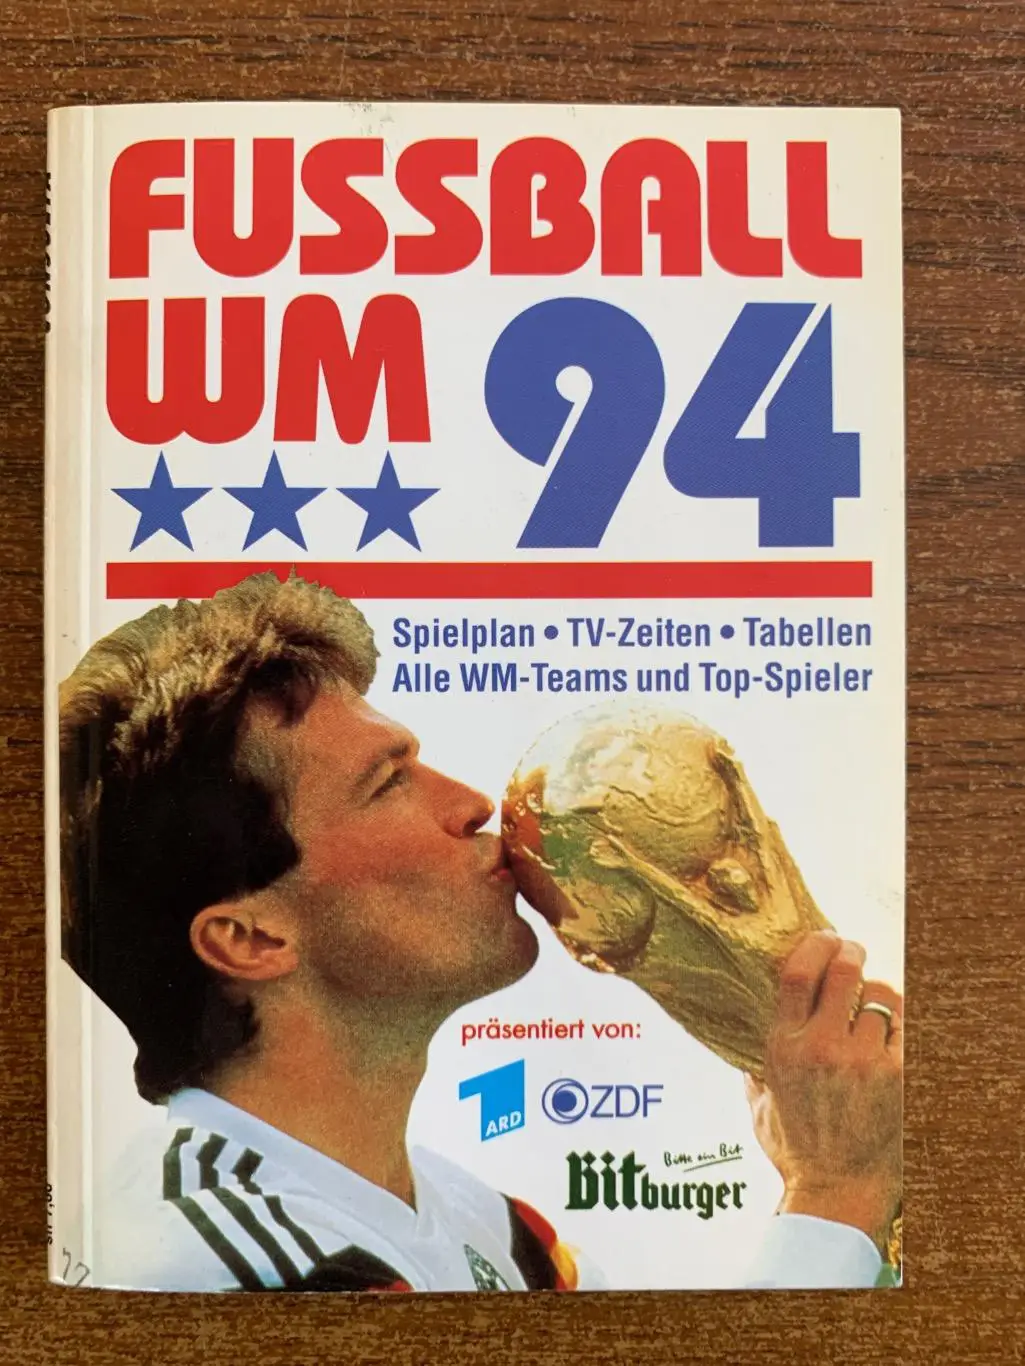 FUSSBALL
WM 94
Spielplan • TV-Zeiten • Tabellen
Alle WM-Teams und Top-Spieler
präsentiert von:
1 ARD ZDF
Bitte ein Bit
Bitburger